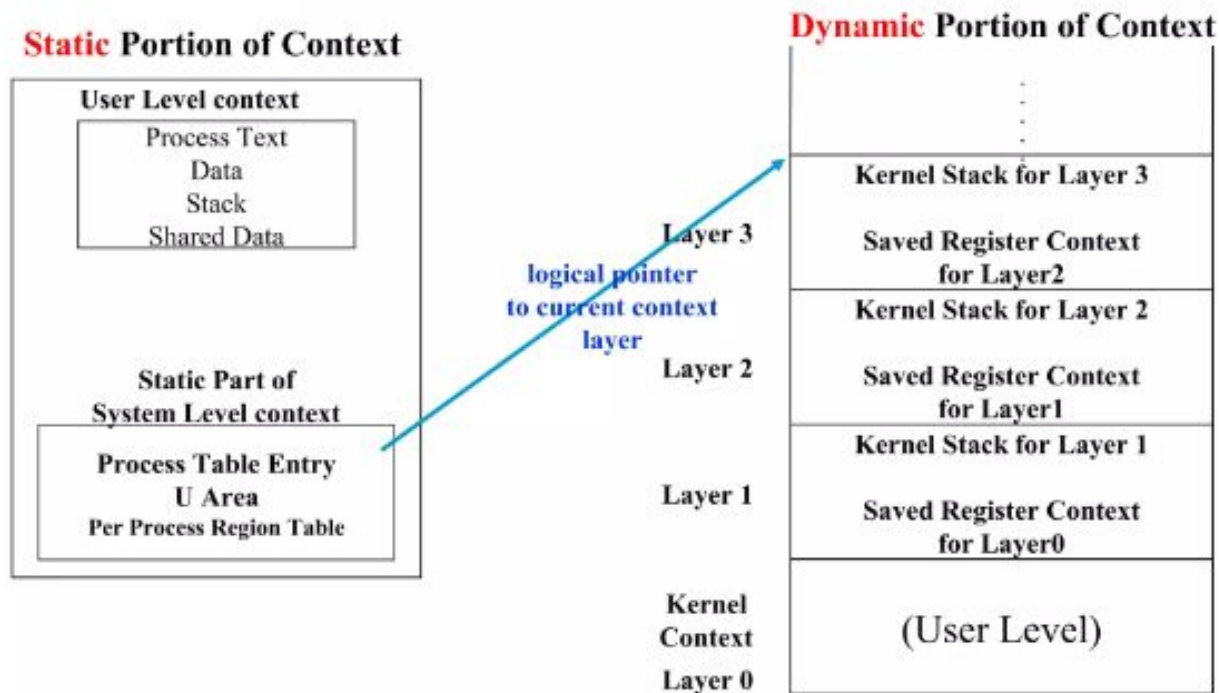 Static Portion of Context
User Level context
Process Text
Data
Stack
Shared Data
Static Part of
System Level context
Process Table Entry
U Area
Per Process Region Table
logical pointer
to current context
layer
Dynamic Portion of Context
Layer 3
Kernel Stack for Layer 3
Saved Register Context
for Layer2
Layer 2
Kernel Stack for Layer 2
Saved Register Context
for Layer1
Layer 1
Kernel Stack for Layer 1
Saved Register Context
for Layer0
Kernel
Context
Layer 0
(User Level)